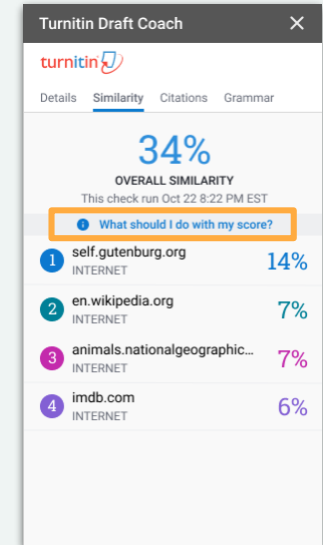 Turnitin Draft Coach
turnitin
Details Similarity Citations Grammar
34%
OVERALL SIMILARITY
This check run Oct 22 8:22 PM EST
What should I do with my score?
1 self.gutenburg.org 14%
INTERNET
2 en.wikipedia.org 7%
INTERNET
3 animals.nationalgeographic... 7%
INTERNET
4 imdb.com 6%
INTERNET